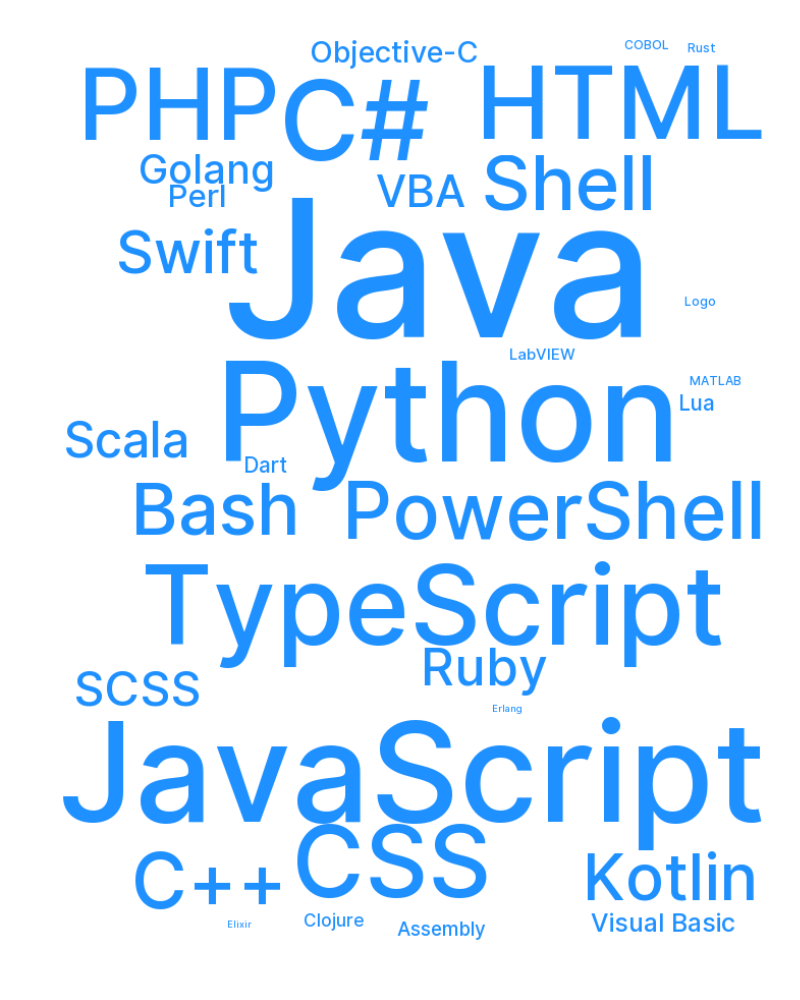 Objective-C
COBOL
Rust
PHP
C#
HTML
Golang
Perl
VBA
Shell
Swift
Java
Logo
LabVIEW
Python
MATLAB
Lua
Scala
Dart
Bash
PowerShell
TypeScript
Ruby
SCSS
Erlang
JavaScript
C++
CSS
Kotlin
Elixir
Clojure
Assembly
Visual Basic